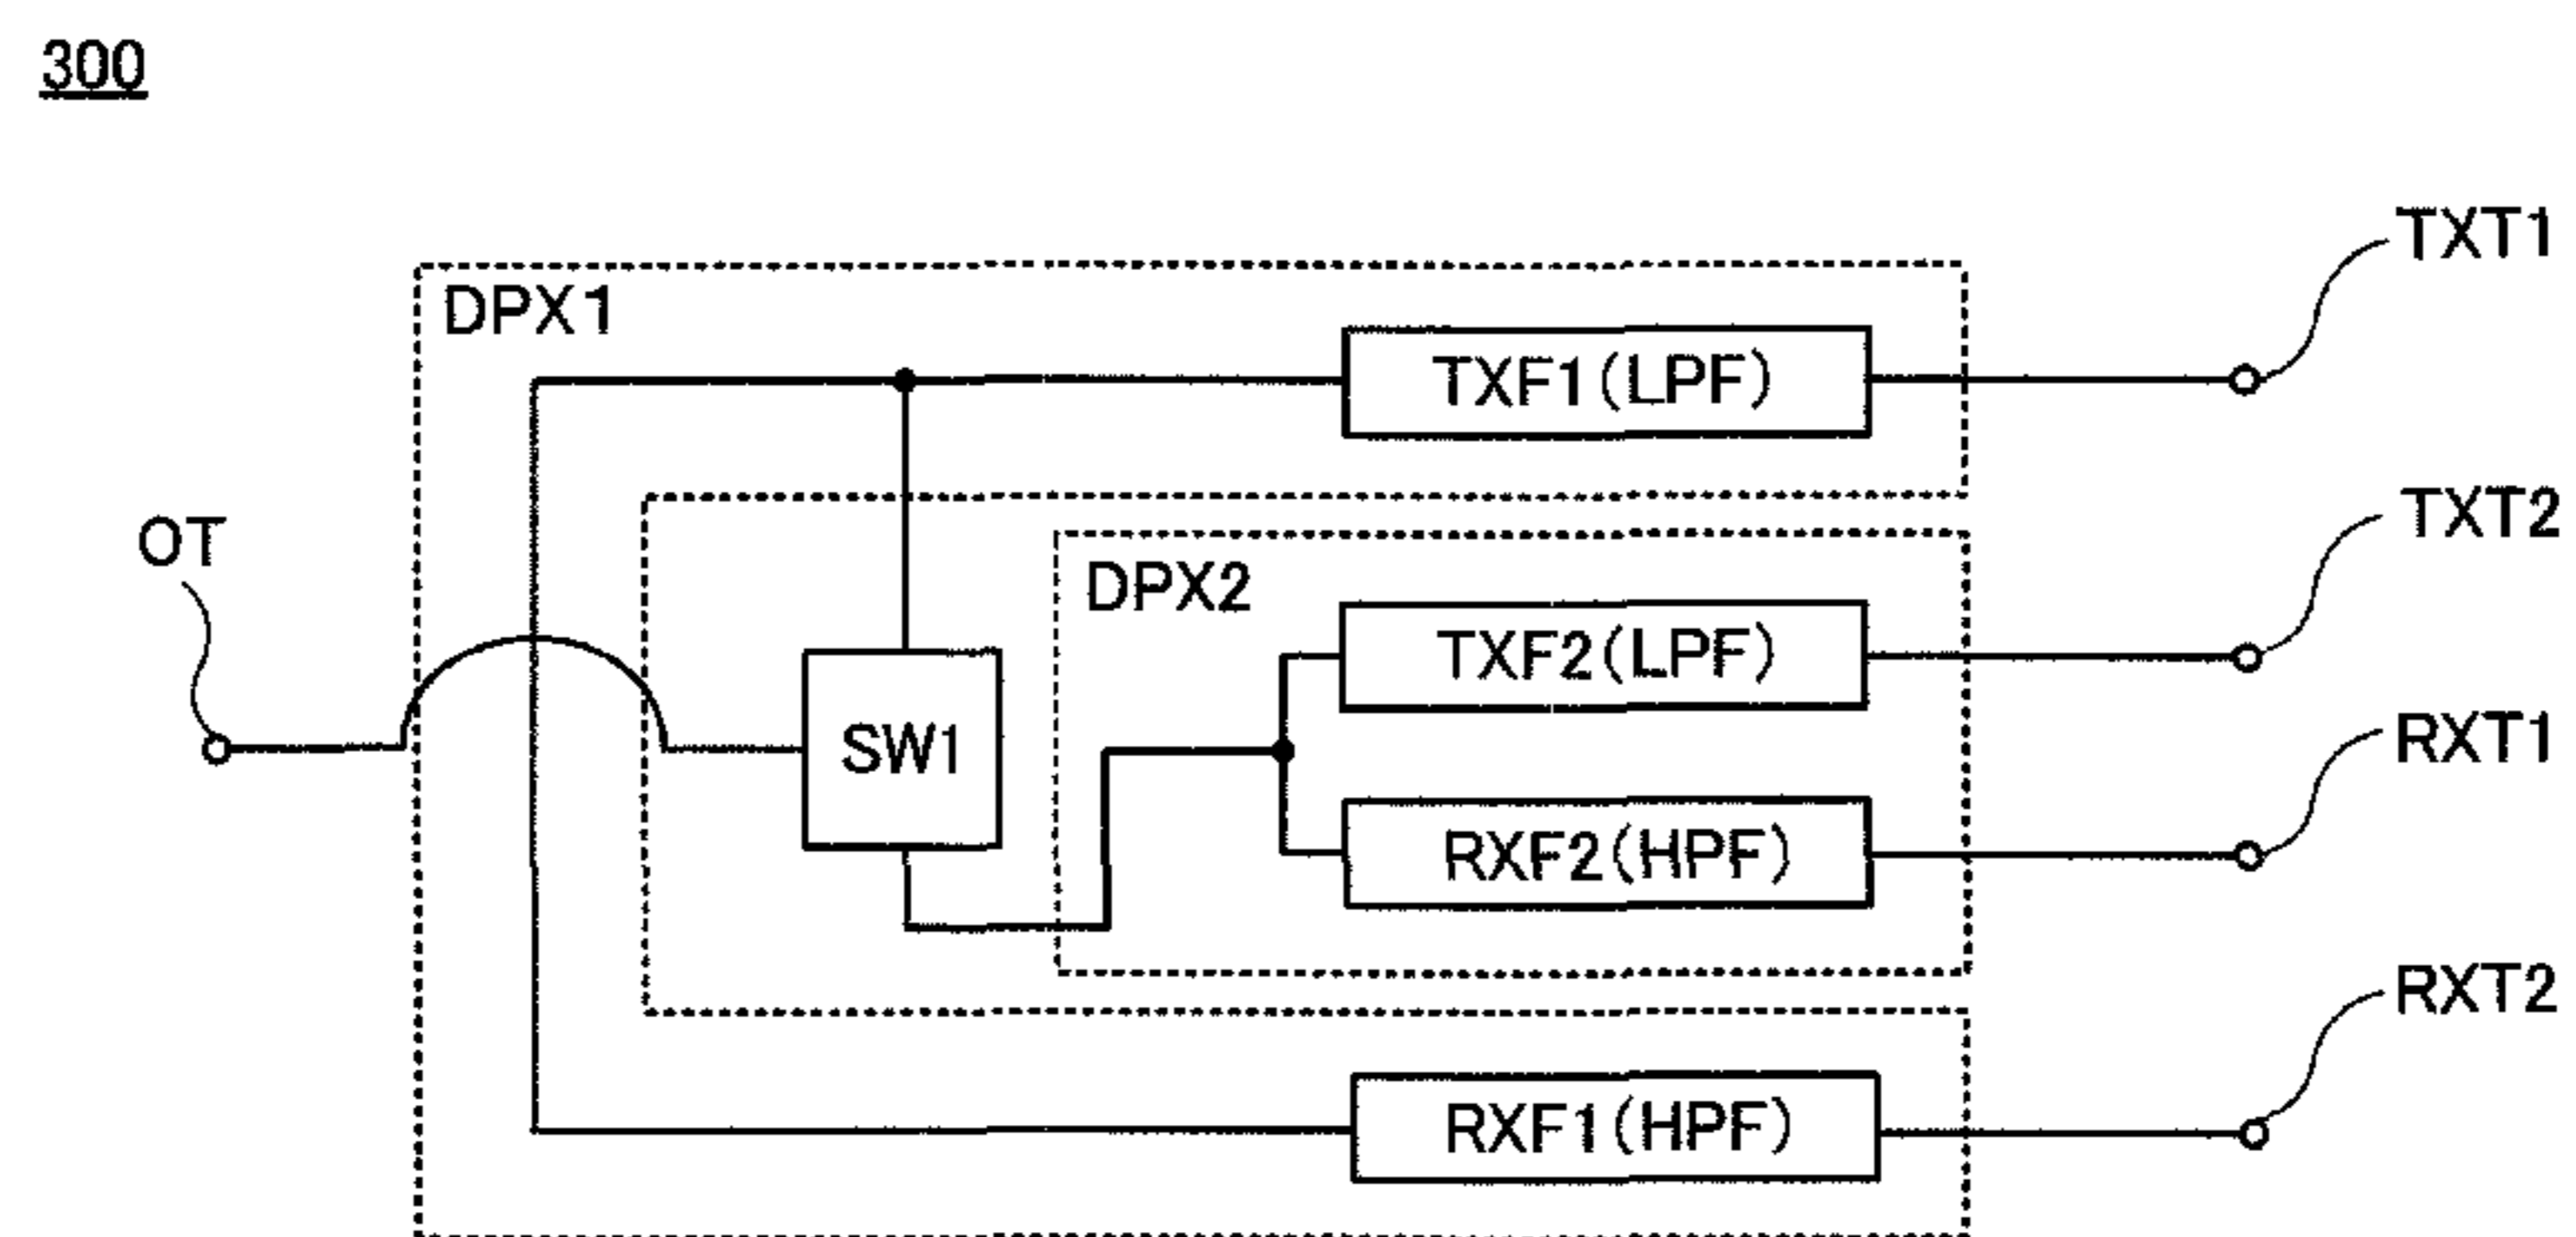 300
TXT1
DPX1
TXF1(LPF)
TXT2
OT
DPX2
TXF2(LPF)
RXT1
SW1
RXF2(HPF)
RXT2
RXF1(HPF)